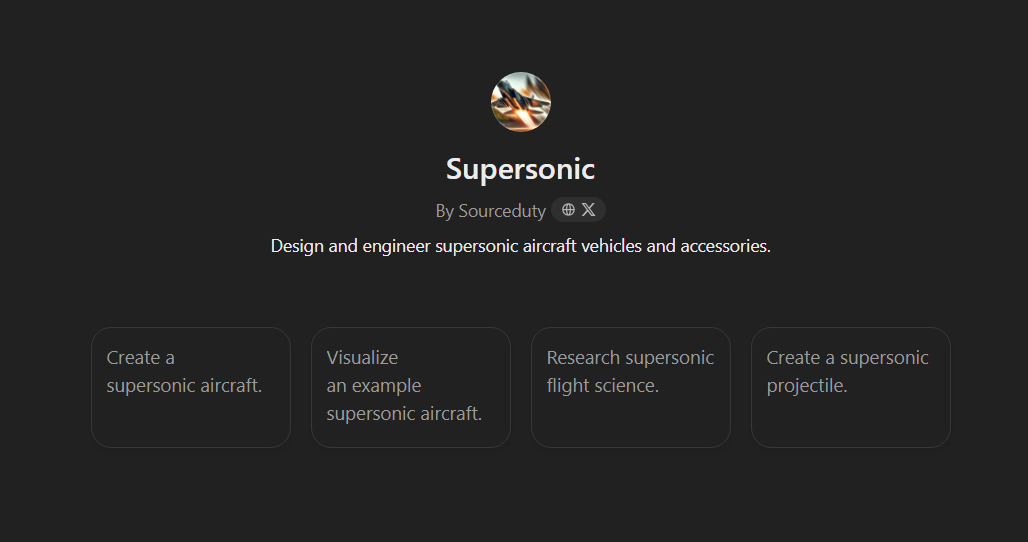 Supersonic
By Sourceduty
Design and engineer supersonic aircraft vehicles and accessories.
Create a
supersonic aircraft.
Visualize
an example
supersonic aircraft.
Research supersonic
flight science.
Create a supersonic
projectile.